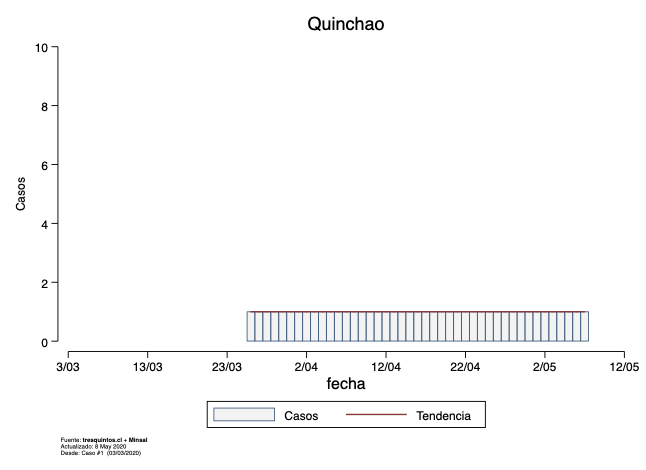 Quinchao
Casos
10
8
6
4
2
0
3/03 13/03 23/03 2/04 12/04 22/04 2/05 12/05
fecha
Casos Tendencia
Fuente: tresquintos.cl + Minsal
Actualizado: 8 May 2020
Desde: Caso #1 (03/03/2020)